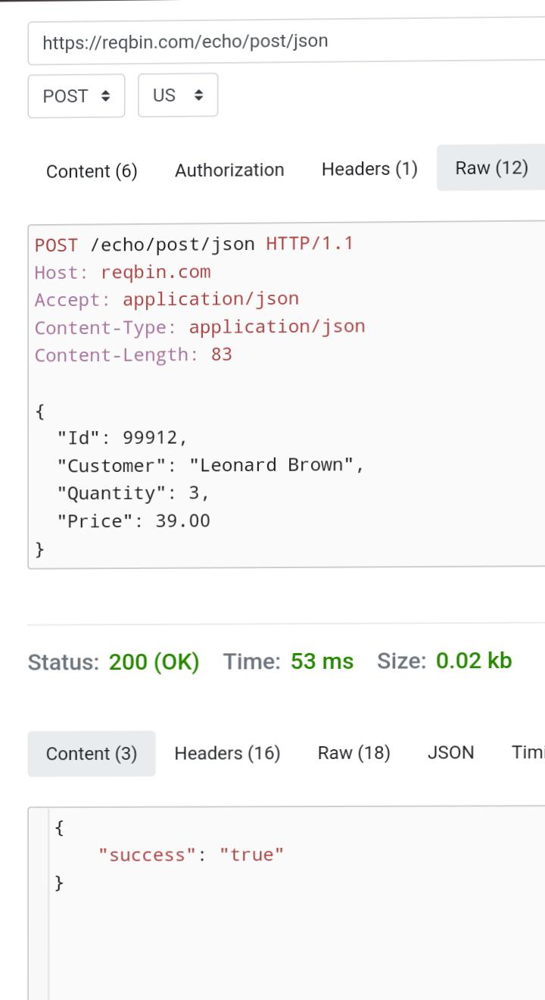 https://reqbin.com/echo/post/json
POST US
Content (6) Authorization Headers (1) Raw (12)
POST /echo/post/json HTTP/1.1
Host: reqbin.com
Accept: application/json
Content-Type: application/json
Content-Length: 83
{
"Id": 99912,
"Customer": "Leonard Brown",
"Quantity": 3,
"Price": 39.00
}
Status: 200 (OK) Time: 53 ms Size: 0.02 kb
Content (3) Headers (16) Raw (18) JSON
{
"success": "true"
}